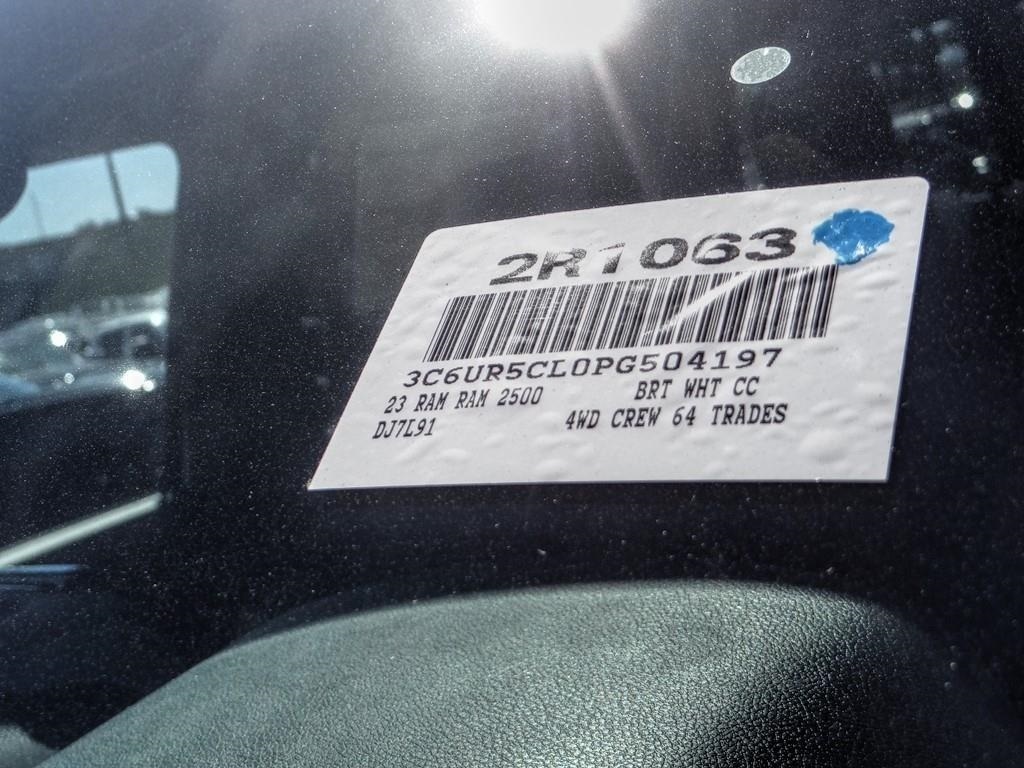 2R1063
3C6UR5CL0PG504197
23 RAM RAM 2500 BRT WHT CC
DJ7L91 4WD CREW 64 TRADES